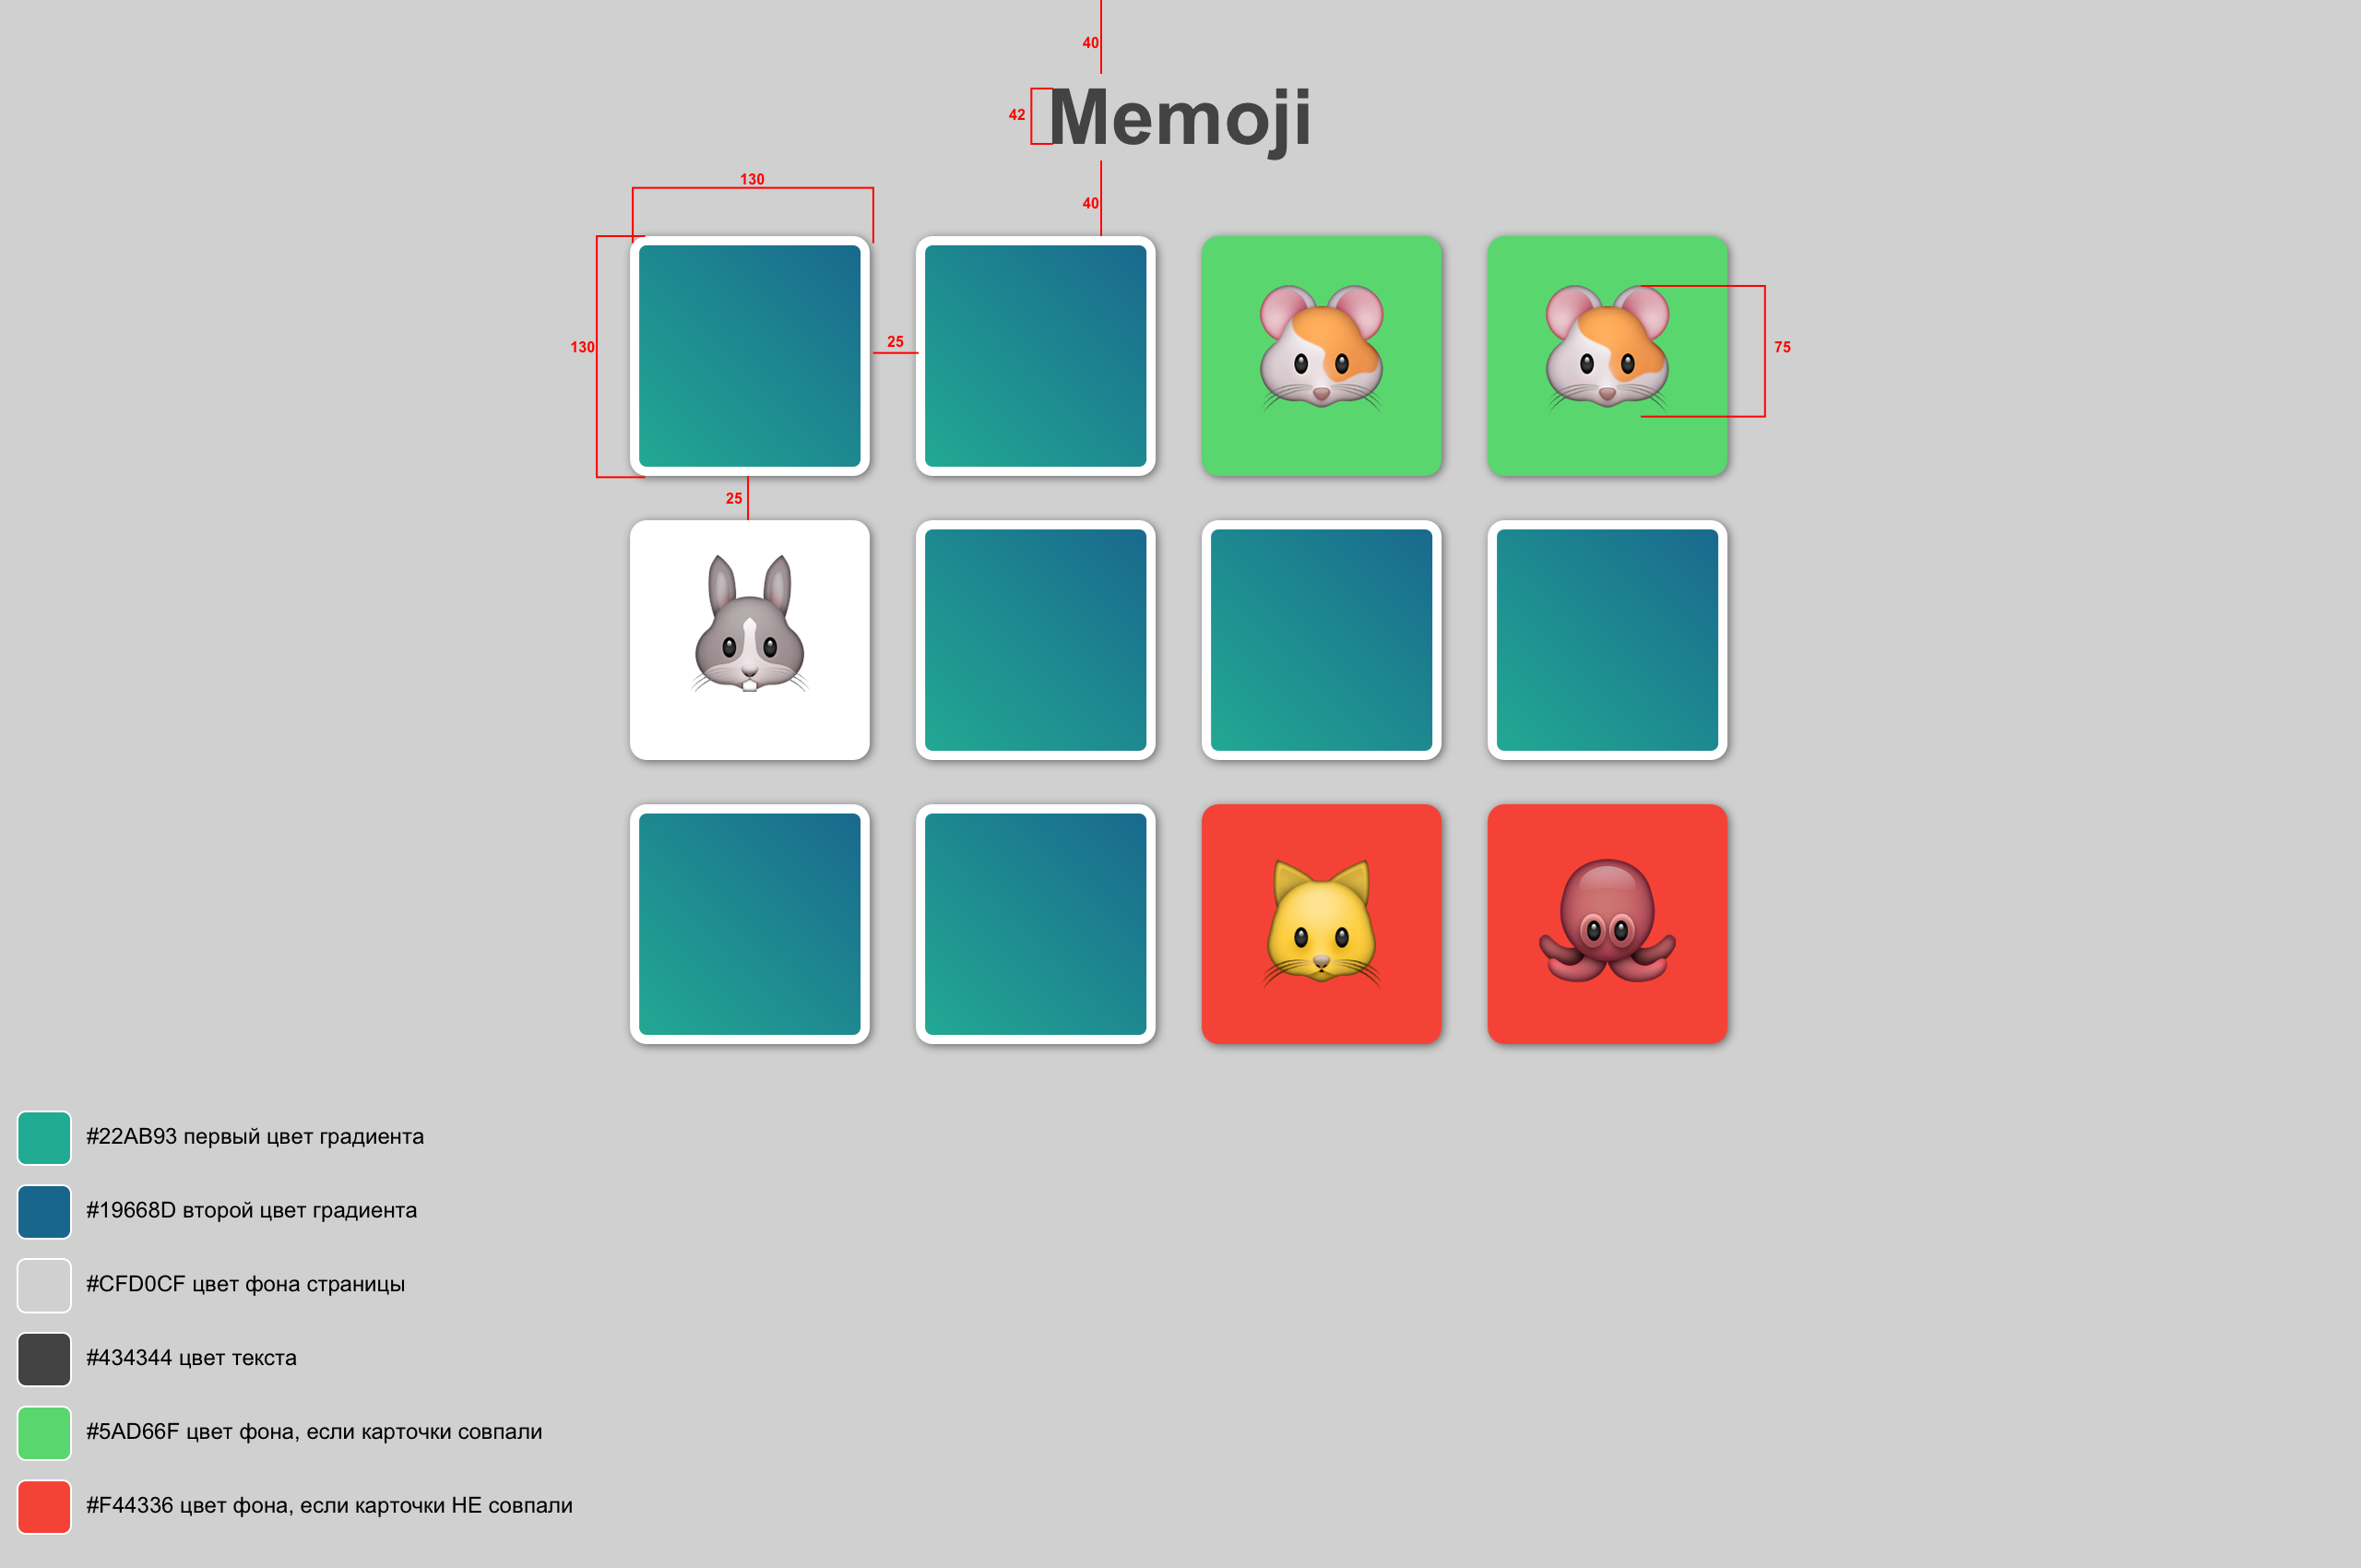 40
Memoji
42
130
40
130
25
75
25
#22AB93 первый цвет градиента
#19668D второй цвет градиента
#CFD0CF цвет фона страницы
#434344 цвет текста
#5AD66F цвет фона, если карточки совпали
#F44336 цвет фона, если карточки НЕ совпали